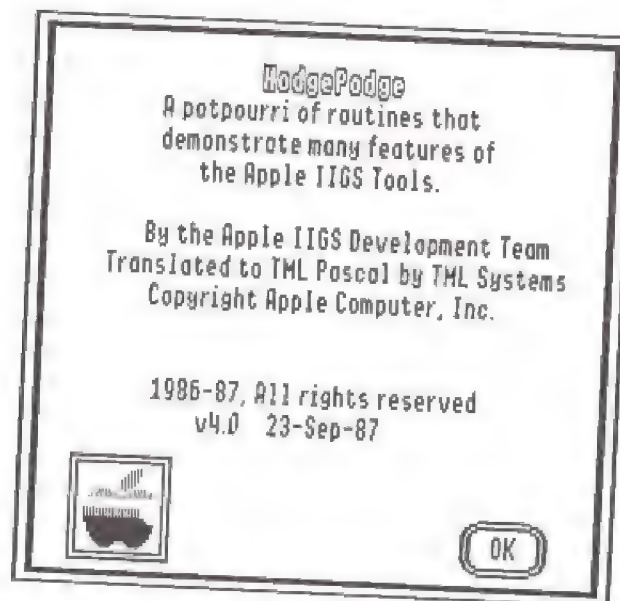 HodgePodge
A potpourri of routines that
demonstrate many features of
the Apple IIGS Tools.
By the Apple IIGS Development Team
Translated to TML Pascal by TML Systems
Copyright Apple Computer, Inc.
1986-87, All rights reserved
v4.0 23-Sep-87
OK